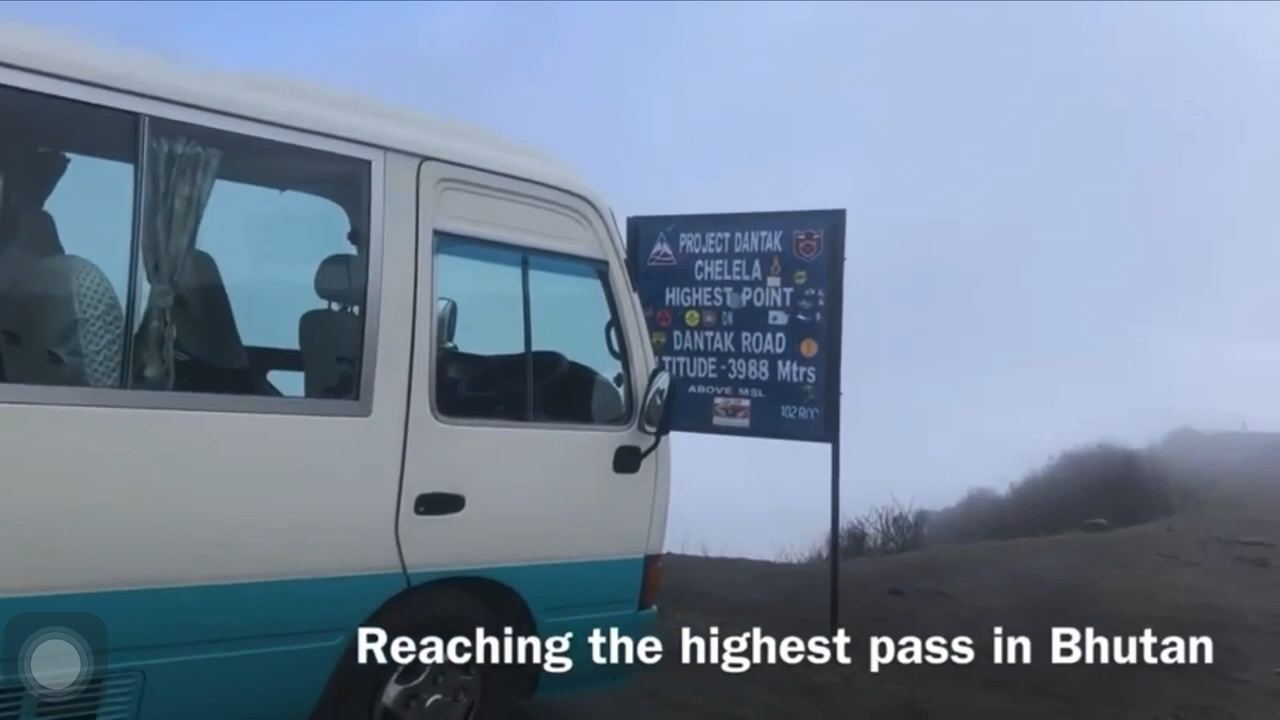 PROJECT DANTAK
CHELELA
HIGHEST POINT
ON
DANTAK ROAD
TITUDE-3988 Mtrs
ABOVE MSL
Reaching the highest pass in Bhutan